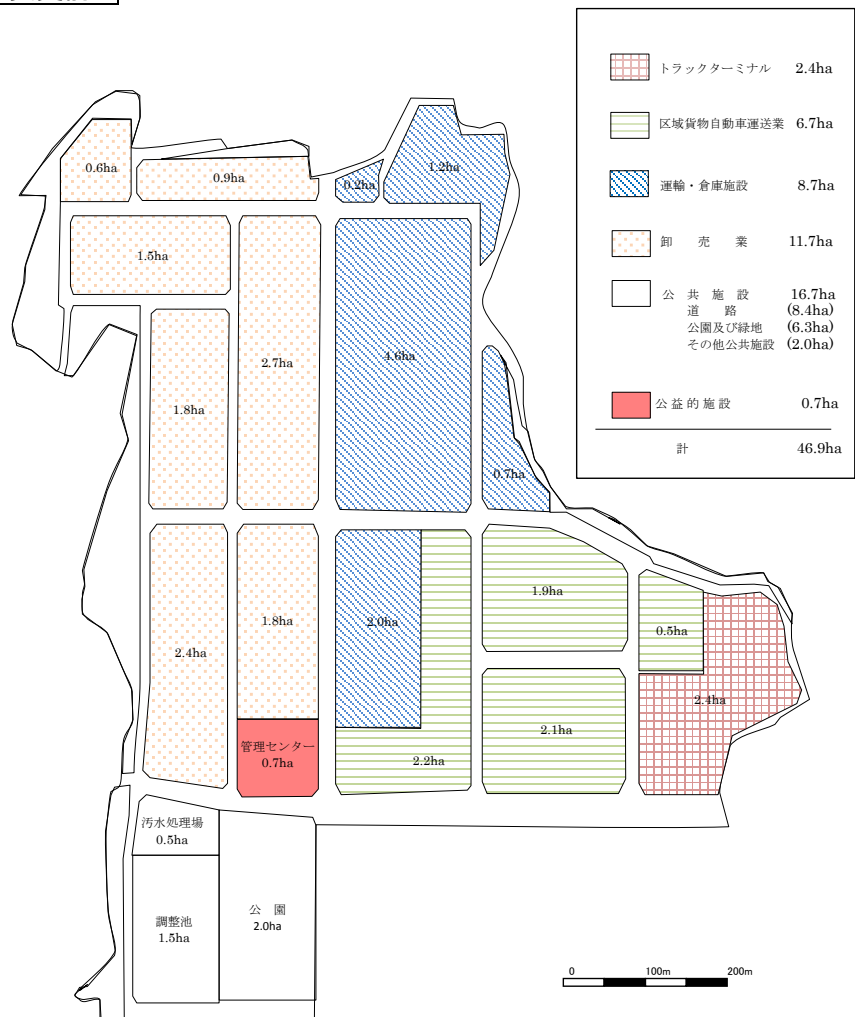 トラックターミナル 2.4ha
区域貨物自動車運送業 6.7ha
運輸・倉庫施設 8.7ha
卸 売 業 11.7ha
公 共 施 設 16.7ha
道 路 (8.4ha)
公園及び緑地 (6.3ha)
その他公共施設 (2.0ha)
公益的施設 0.7ha
計 46.9ha
0.6ha
0.9ha
0.2ha
1.2ha
1.5ha
2.7ha
4.6ha
1.8ha
0.7ha
1.9ha
0.5ha
2.4ha
1.8ha
2.0ha
2.4ha
2.1ha
2.2ha
管理センター
0.7ha
汚水処理場
0.5ha
調整池
1.5ha
公 園
2.0ha
0 100m 200m